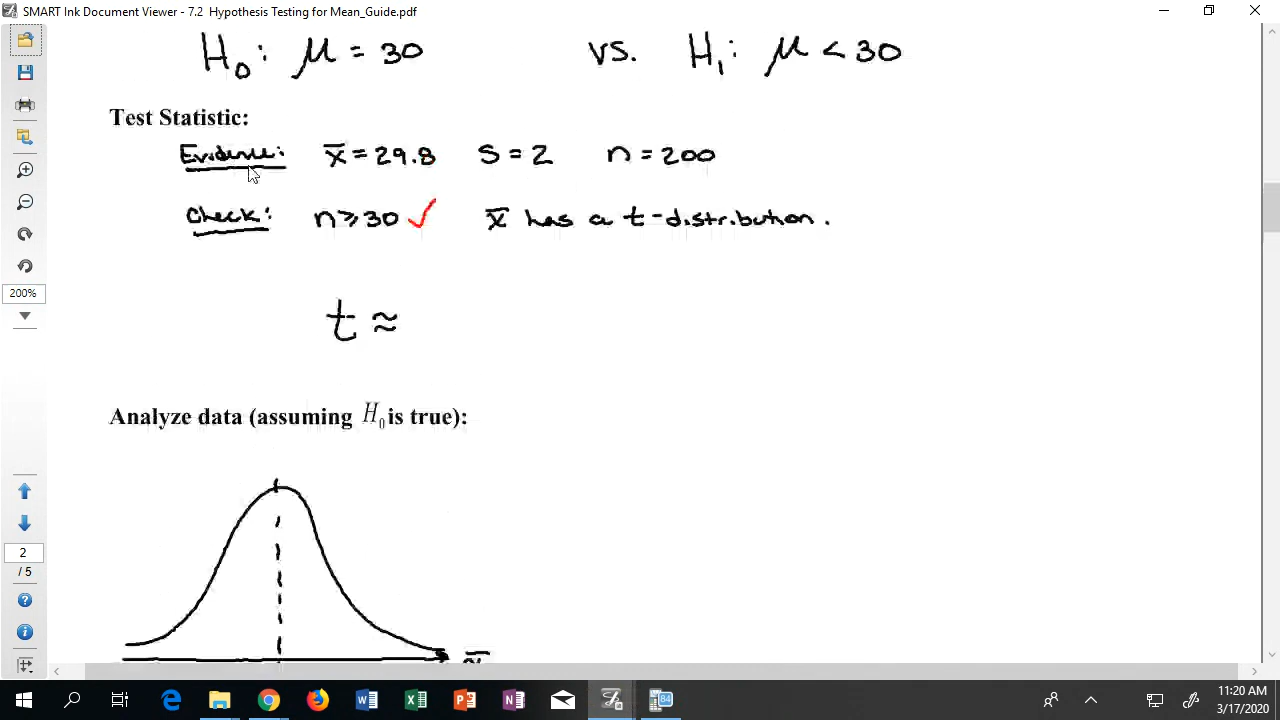 SMART Ink Document Viewer - 7.2 Hypothesis Testing for Mean_Guide.pdf
H₀: μ = 30 vs. H₁: μ < 30
Test Statistic:
Evidence: x̄ = 29.8 S = 2 n = 200
Check: n ≥ 30 ✓ x̄ has a t-distribution.
200%
t ≈
Analyze data (assuming H₀ is true):
2
/ 5
x̄
84
11:20 AM
3/17/2020